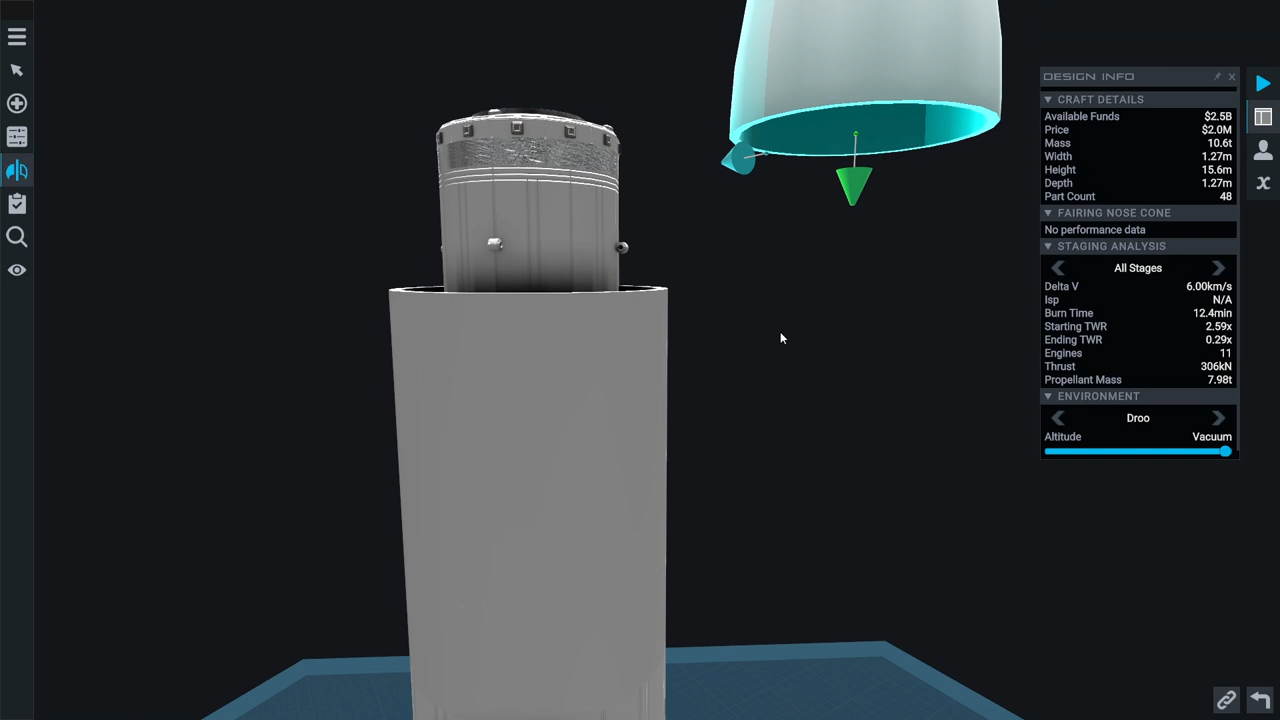 DESIGN INFO
CRAFT DETAILS
Available Funds $2.5B
Price $2.0M
Mass 10.6t
Width 1.27m
Height 15.6m
Depth 1.27m
Part Count 48
FAIRING NOSE CONE
No performance data
STAGING ANALYSIS
All Stages
Delta V 6.00km/s
Isp N/A
Burn Time 12.4min
Starting TWR 2.59x
Ending TWR 0.29x
Engines 11
Thrust 306kN
Propellant Mass 7.98t
ENVIRONMENT
Droo
Altitude Vacuum